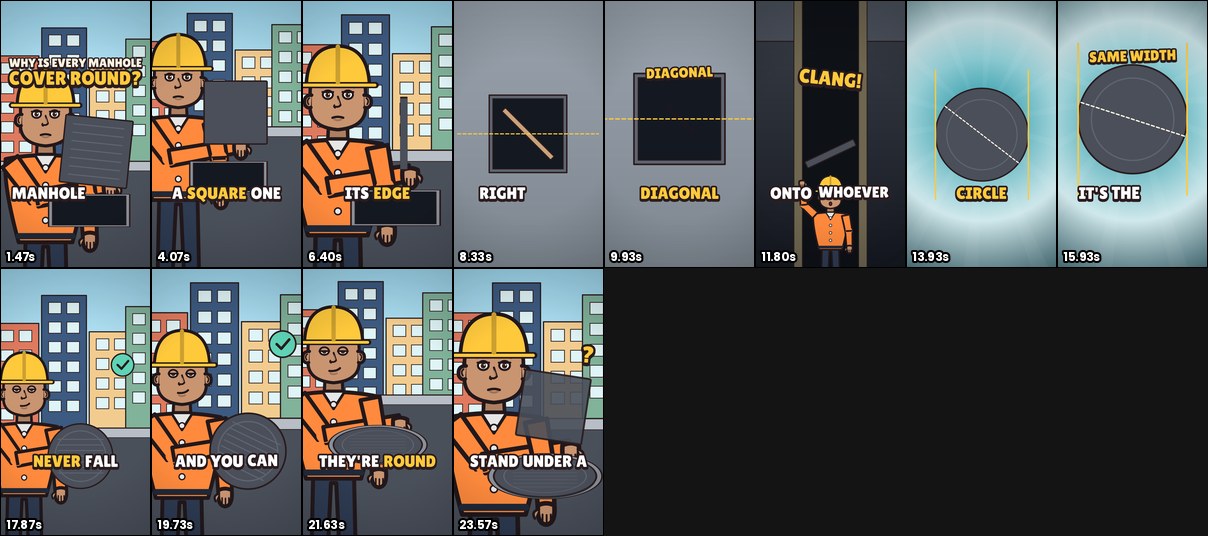 WHY IS EVERY MANHOLE
COVER ROUND?
MANHOLE
1.47s
A SQUARE ONE
4.07s
ITS EDGE
6.40s
RIGHT
8.33s
DIAGONAL
DIAGONAL
9.93s
CLANG!
ONTO WHOEVER
11.80s
CIRCLE
13.93s
SAME WIDTH
IT'S THE
15.93s
NEVER FALL
17.87s
AND YOU CAN
19.73s
THEY'RE ROUND
21.63s
?
STAND UNDER A
23.57s